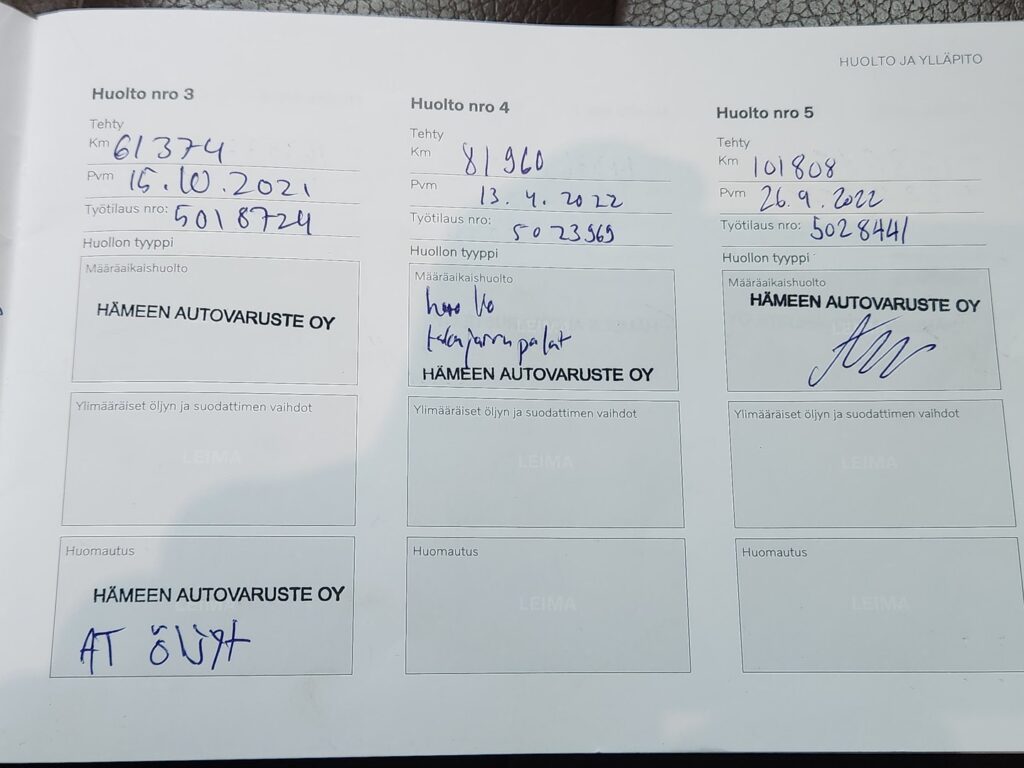 HUOLTO JA YLLÄPITO
Huolto nro 3
Tehty
Km 61374
Pvm 15.10.2021
Työtilaus nro: 5018724
Huollon tyyppi
Määräaikaishuolto
HÄMEEN AUTOVARUSTE OY
Ylimääräiset öljyn ja suodattimen vaihdot
LEIMA
Huomautus
HÄMEEN AUTOVARUSTE OY
LEIMA
AT öljyt
Huolto nro 4
Tehty
Km 81960
Pvm 13.4.2022
Työtilaus nro: 5023969
Huollon tyyppi
Määräaikaishuolto
takajarrupalat
HÄMEEN AUTOVARUSTE OY
Ylimääräiset öljyn ja suodattimen vaihdot
LEIMA
Huomautus
LEIMA
Huolto nro 5
Tehty
Km 101808
Pvm 26.9.2022
Työtilaus nro: 5028441
Huollon tyyppi
Määräaikaishuolto
HÄMEEN AUTOVARUSTE OY
Ylimääräiset öljyn ja suodattimen vaihdot
LEIMA
Huomautus
LEIMA